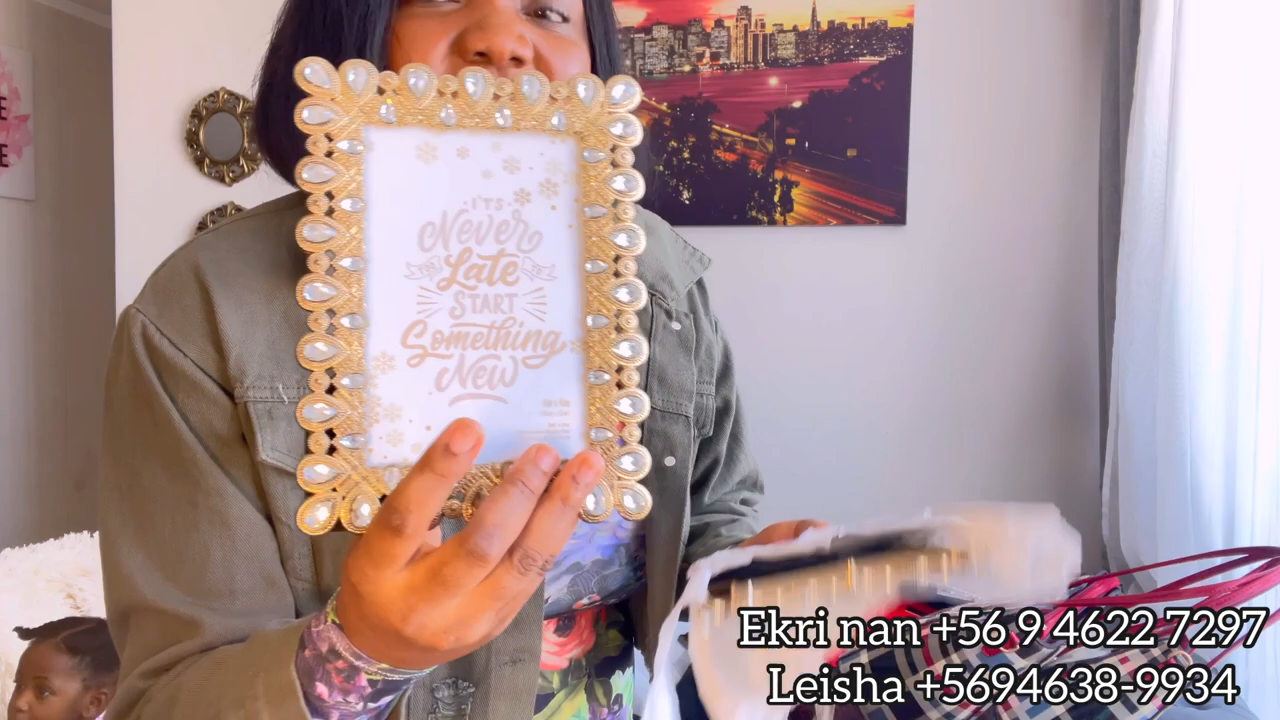 E
E
IT'S
Never
TOO Late TO
START
Something
New
Ekri nan +56 9 4622 7297
Leisha +5694638-9934